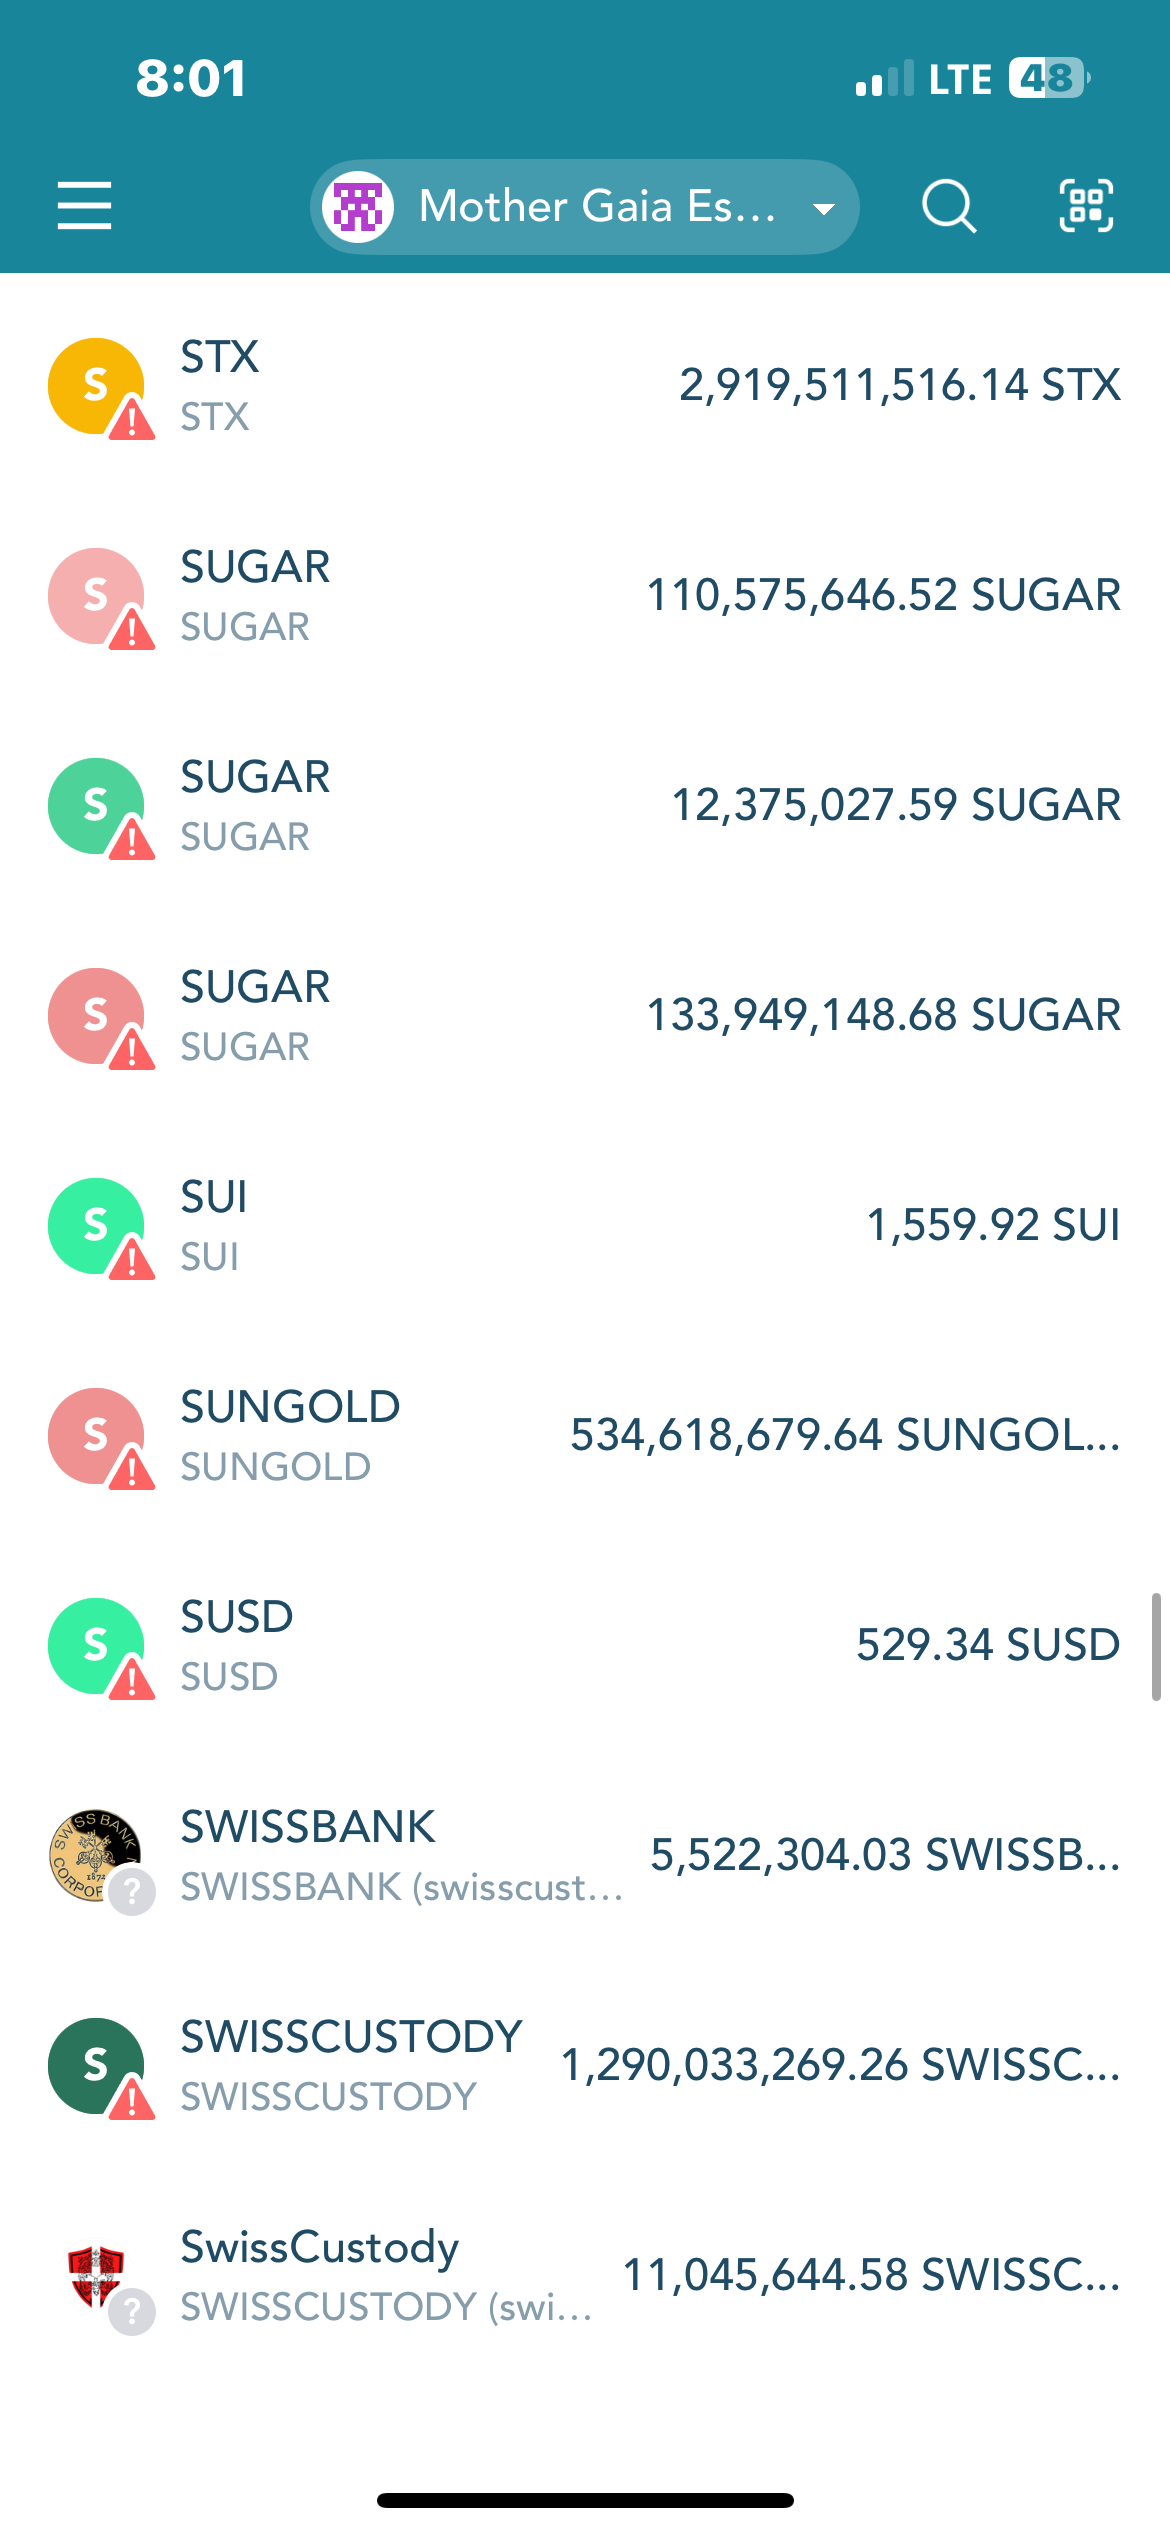 8:01
LTE 48
Mother Gaia Es...
S
STX
STX
2,919,511,516.14 STX
S
SUGAR
SUGAR
110,575,646.52 SUGAR
S
SUGAR
SUGAR
12,375,027.59 SUGAR
S
SUGAR
SUGAR
133,949,148.68 SUGAR
S
SUI
SUI
1,559.92 SUI
S
SUNGOLD
SUNGOLD
534,618,679.64 SUNGOL...
S
SUSD
SUSD
529.34 SUSD
SWISS BANK
1872
SWISSBANK
SWISSBANK (swisscust...
5,522,304.03 SWISSB...
S
SWISSCUSTODY
SWISSCUSTODY
1,290,033,269.26 SWISSC...
SwissCustody
SWISSCUSTODY (swi...
11,045,644.58 SWISSC...